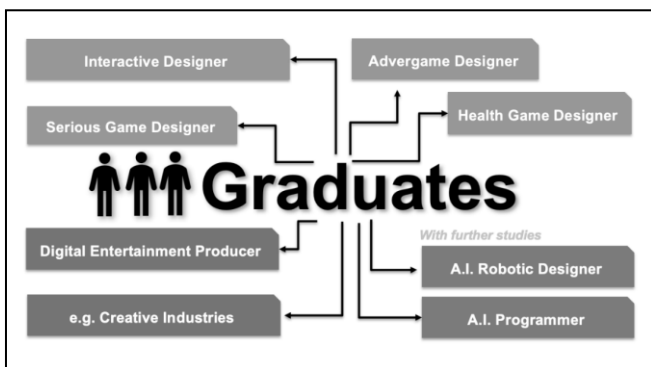 Interactive Designer
Advergame Designer
Serious Game Designer
Health Game Designer
Graduates
With further studies
Digital Entertainment Producer
A.I. Robotic Designer
e.g. Creative Industries
A.I. Programmer